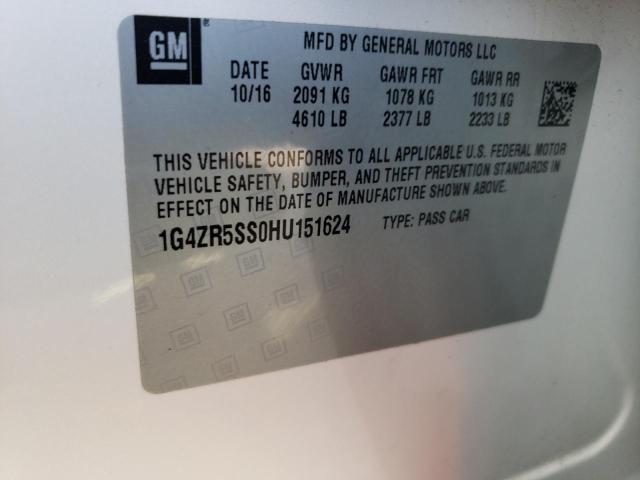 GM MFD BY GENERAL MOTORS LLC
DATE GVWR GAWR FRT GAWR RR
10/16 2091 KG 1078 KG 1013 KG
4610 LB 2377 LB 2233 LB
THIS VEHICLE CONFORMS TO ALL APPLICABLE U.S. FEDERAL MOTOR
VEHICLE SAFETY, BUMPER, AND THEFT PREVENTION STANDARDS IN
EFFECT ON THE DATE OF MANUFACTURE SHOWN ABOVE.
1G4ZR5SS0HU151624 TYPE: PASS CAR